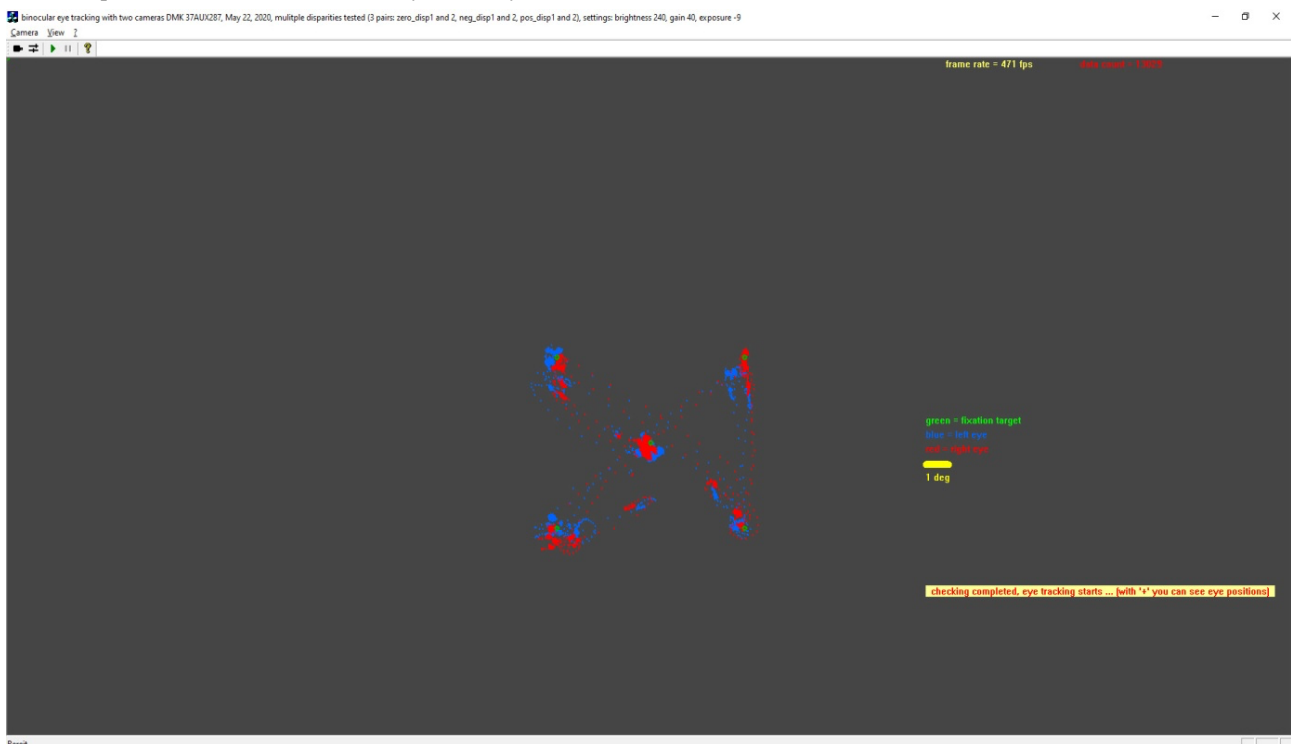 binocular eye tracking with two cameras DMK 37AUX287, May 22, 2020, mulitple disparities tested (3 pairs: zero_disp1 and 2, neg_disp1 and 2, pos_disp1 and 2), settings: brightness 240, gain 40, exposure -9
Camera View ?
frame rate = 471 fps
green = fixation target
blue = left eye
red = right eye
1 deg
checking completed, eye tracking starts ... (with '+' you can see eye positions)